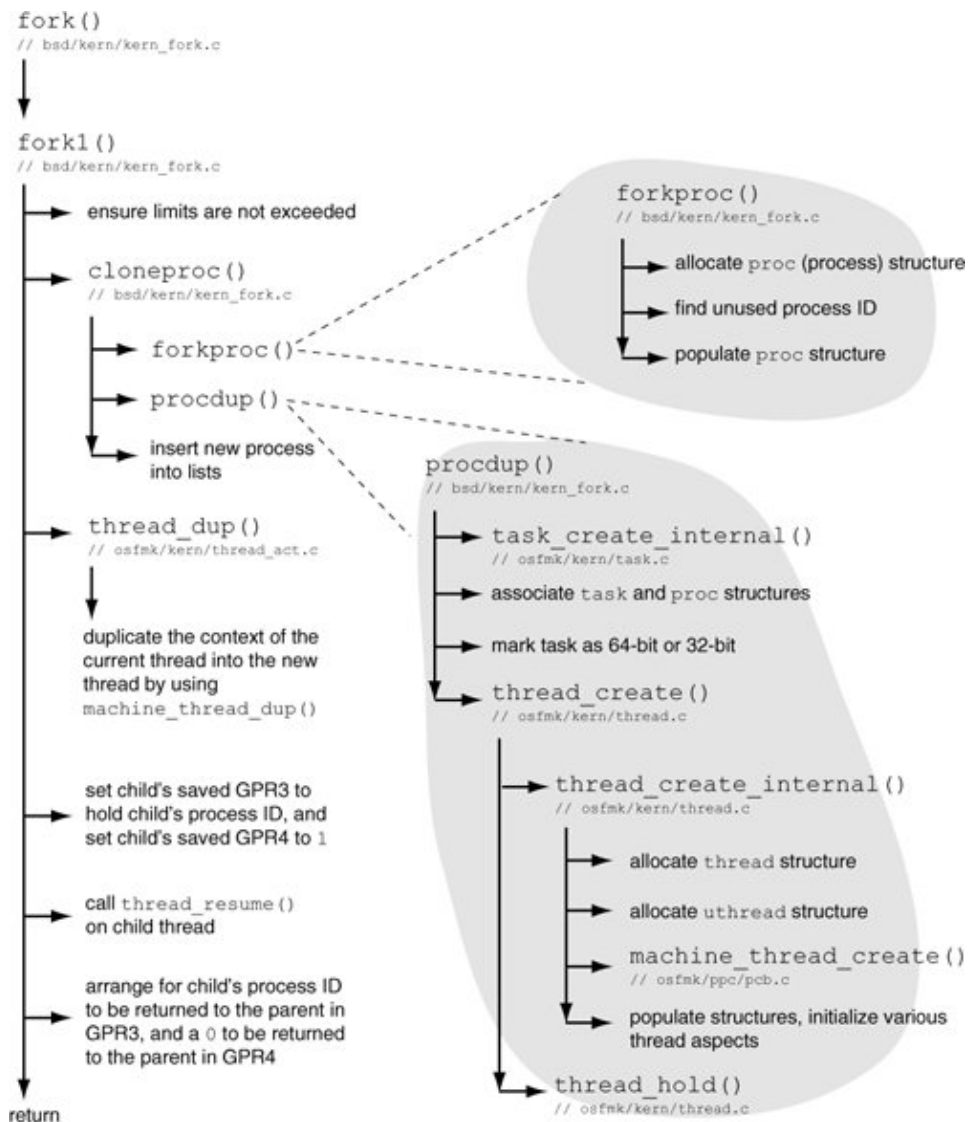 fork()
// bsd/kern/kern_fork.c
fork1()
// bsd/kern/kern_fork.c
ensure limits are not exceeded
cloneproc()
// bsd/kern/kern_fork.c
forkproc()
procdup()
insert new process
into lists
thread_dup()
// osfmk/kern/thread_act.c
duplicate the context of the
current thread into the new
thread by using
machine_thread_dup()
set child's saved GPR3 to
hold child's process ID, and
set child's saved GPR4 to 1
call thread_resume()
on child thread
arrange for child's process ID
to be returned to the parent in
GPR3, and a 0 to be returned
to the parent in GPR4
return
forkproc()
// bsd/kern/kern_fork.c
allocate proc (process) structure
find unused process ID
populate proc structure
procdup()
// bsd/kern/kern_fork.c
task_create_internal()
// osfmk/kern/task.c
associate task and proc structures
mark task as 64-bit or 32-bit
thread_create()
// osfmk/kern/thread.c
thread_create_internal()
// osfmk/kern/thread.c
allocate thread structure
allocate uthread structure
machine_thread_create()
// osfmk/ppc/pcb.c
populate structures, initialize various
thread aspects
thread_hold()
// osfmk/kern/thread.c